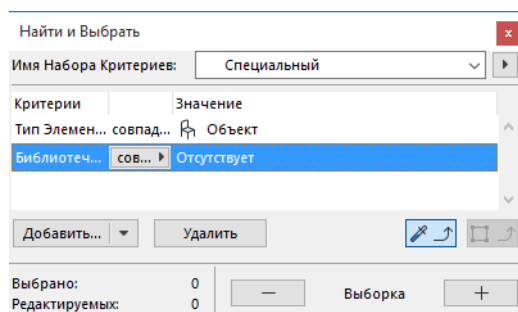 Найти и Выбрать
x
Имя Набора Критериев: Специальный
Критерии Значение
Тип Элемен... совпад... Объект
Библиотеч... сов... Отсутствует
Добавить... Удалить
Выбрано: 0
Редактируемых: 0
— Выборка +